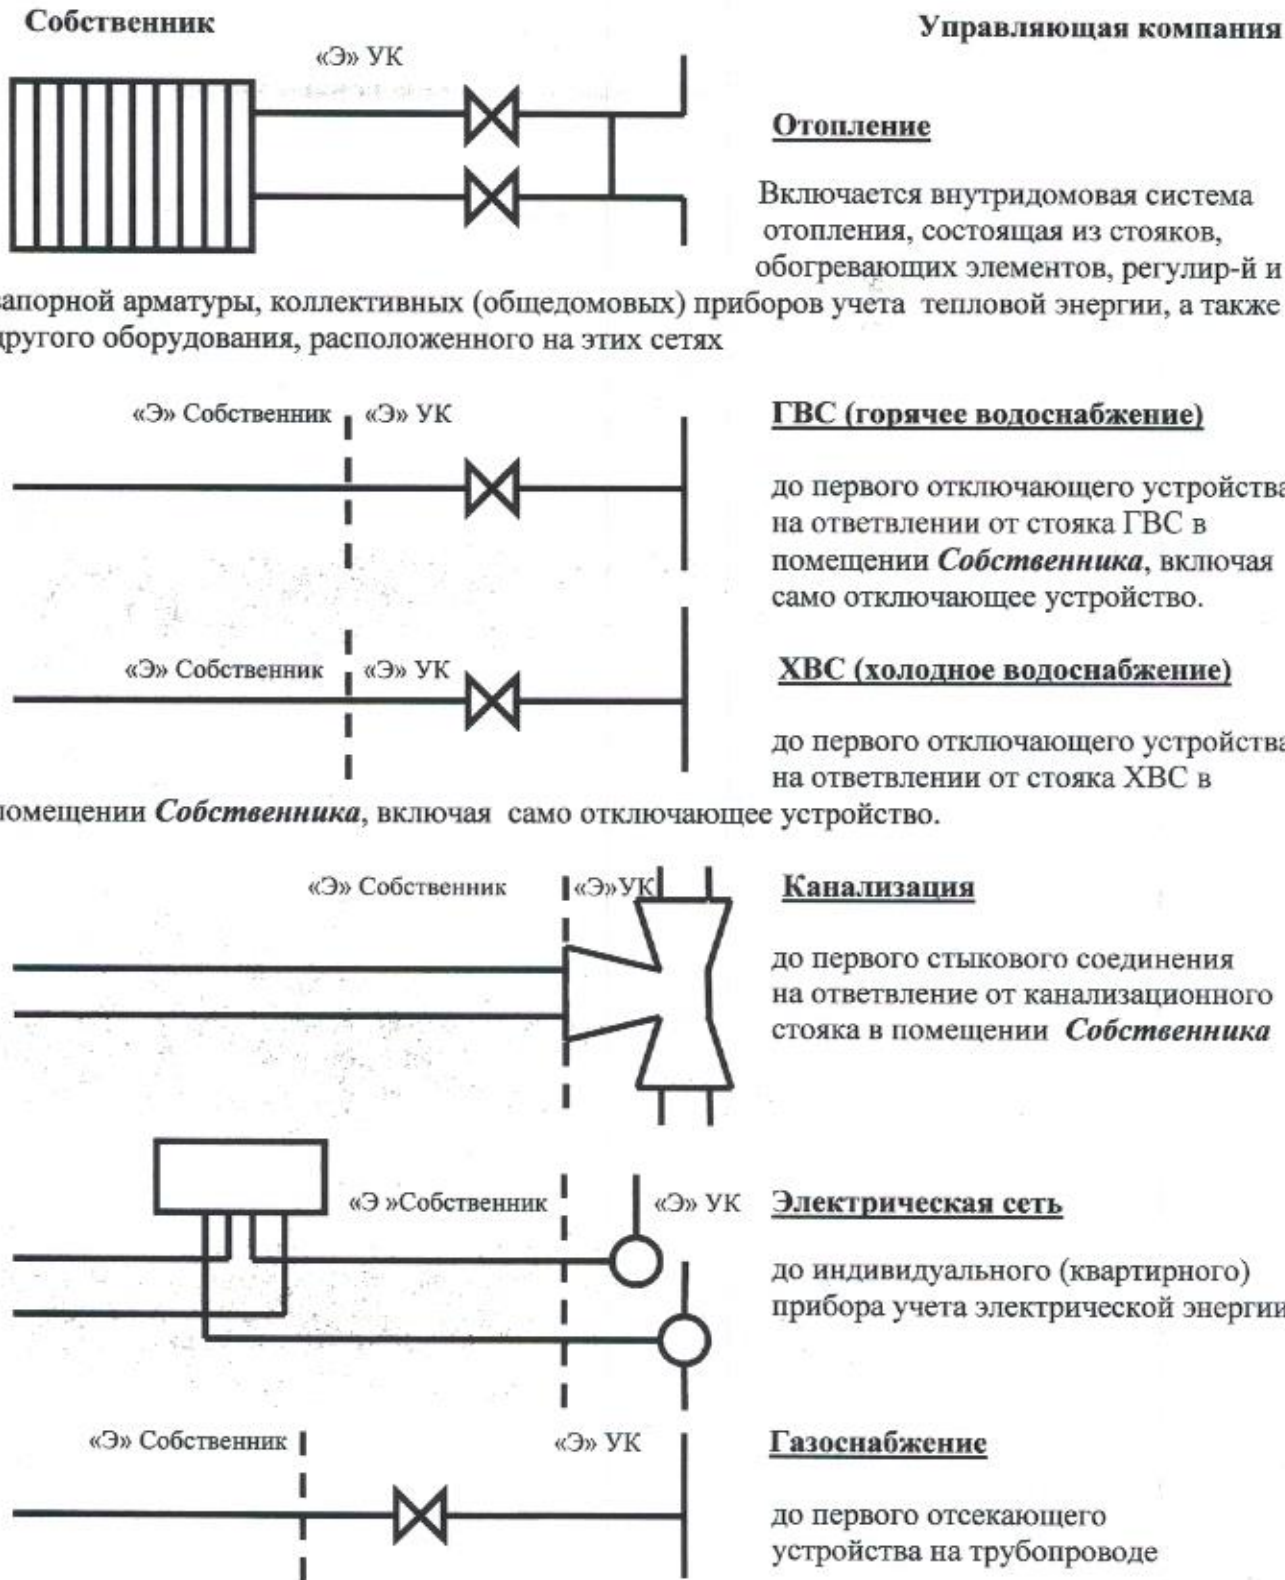 Собственник
Управляющая компания
«Э» УК
Отопление
Включается внутридомовая система
отопления, состоящая из стояков,
обогревающих элементов, регулир-й и
запорной арматуры, коллективных (общедомовых) приборов учета тепловой энергии, а также
другого оборудования, расположенного на этих сетях
«Э» Собственник «Э» УК
ГВС (горячее водоснабжение)
до первого отключающего устройства
на ответвлении от стояка ГВС в
помещении Собственника, включая
само отключающее устройство.
«Э» Собственник «Э» УК
ХВС (холодное водоснабжение)
до первого отключающего устройства
на ответвлении от стояка ХВС в
помещении Собственника, включая само отключающее устройство.
«Э» Собственник «Э»УК
Канализация
до первого стыкового соединения
на ответвление от канализационного
стояка в помещении Собственника
«Э »Собственник «Э» УК
Электрическая сеть
до индивидуального (квартирного)
прибора учета электрической энергии
«Э» Собственник «Э» УК
Газоснабжение
до первого отсекающего
устройства на трубопроводе